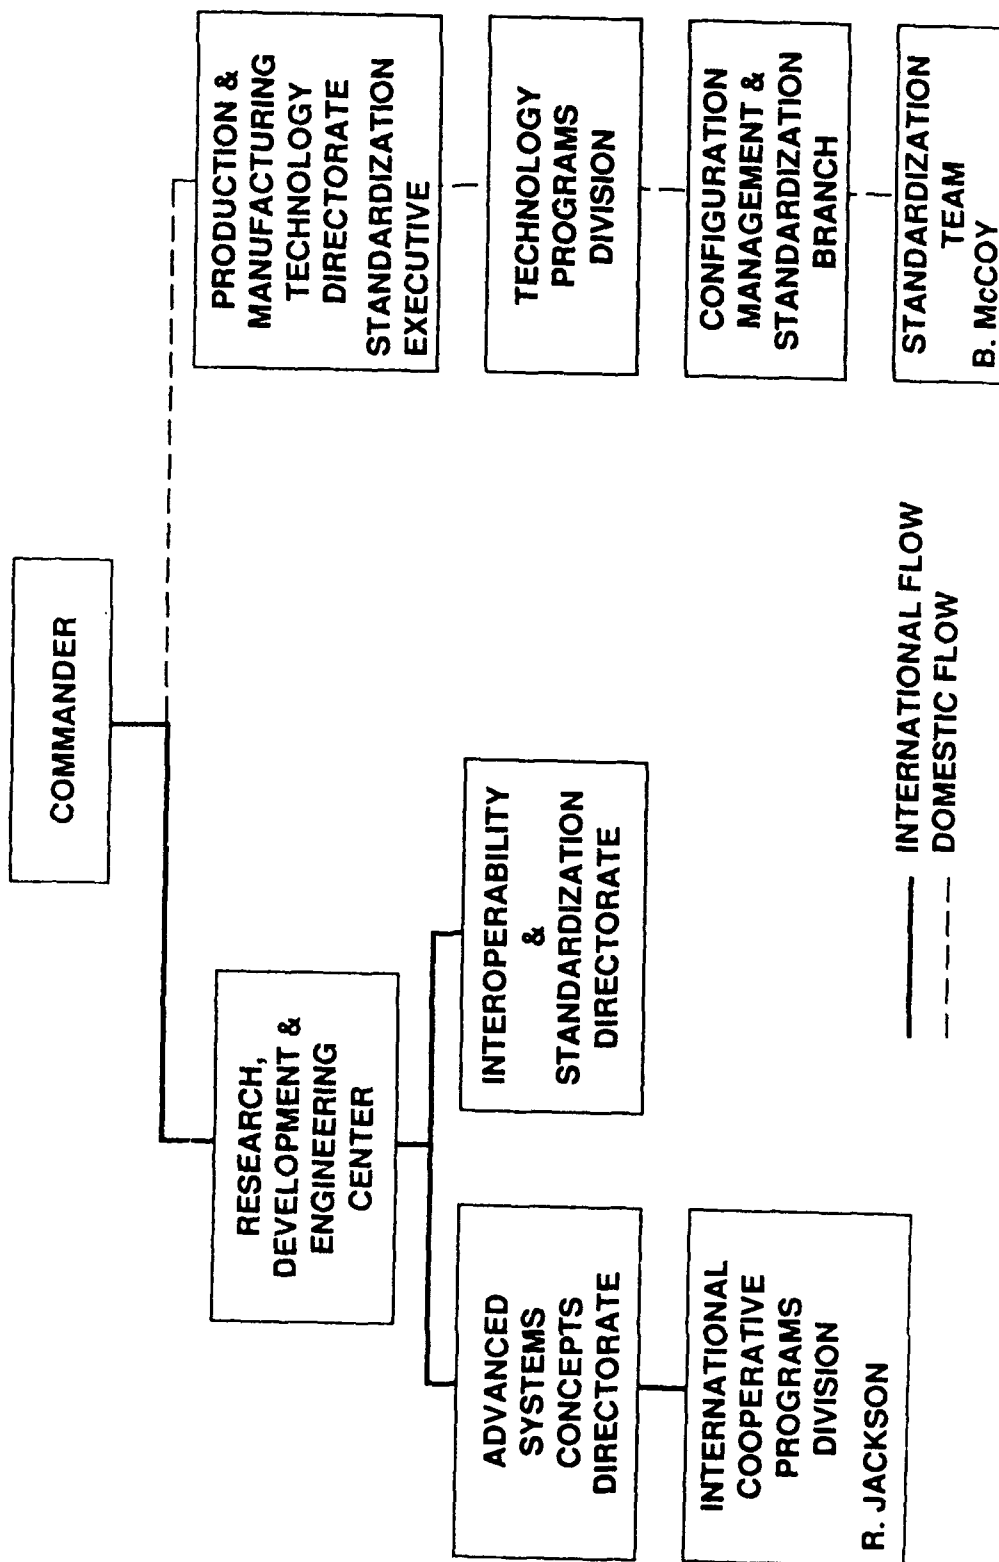 COMMANDER
RESEARCH,
DEVELOPMENT &
ENGINEERING
CENTER
PRODUCTION &
MANUFACTURING
TECHNOLOGY
DIRECTORATE
STANDARDIZATION
EXECUTIVE
ADVANCED
SYSTEMS
CONCEPTS
DIRECTORATE
INTEROPERABILITY
&
STANDARDIZATION
DIRECTORATE
TECHNOLOGY
PROGRAMS
DIVISION
INTERNATIONAL
COOPERATIVE
PROGRAMS
DIVISION
R. JACKSON
CONFIGURATION
MANAGEMENT &
STANDARDIZATION
BRANCH
STANDARDIZATION
TEAM
B. McCOY
INTERNATIONAL FLOW
DOMESTIC FLOW